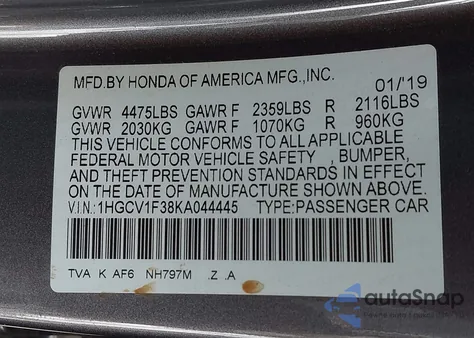 MFD.BY HONDA OF AMERICA MFG.,INC. 01/'19
GVWR 4475LBS GAWR F 2359LBS R 2116LBS
GVWR 2030KG GAWR F 1070KG R 960KG
THIS VEHICLE CONFORMS TO ALL APPLICABLE
FEDERAL MOTOR VEHICLE SAFETY , BUMPER,
AND THEFT PREVENTION STANDARDS IN EFFECT
ON THE DATE OF MANUFACTURE SHOWN ABOVE.
V.I.N.: 1HGCV1F38KA044445 TYPE:PASSENGER CAR
TVA K AF6 NH797M .Z .A
autoSnap